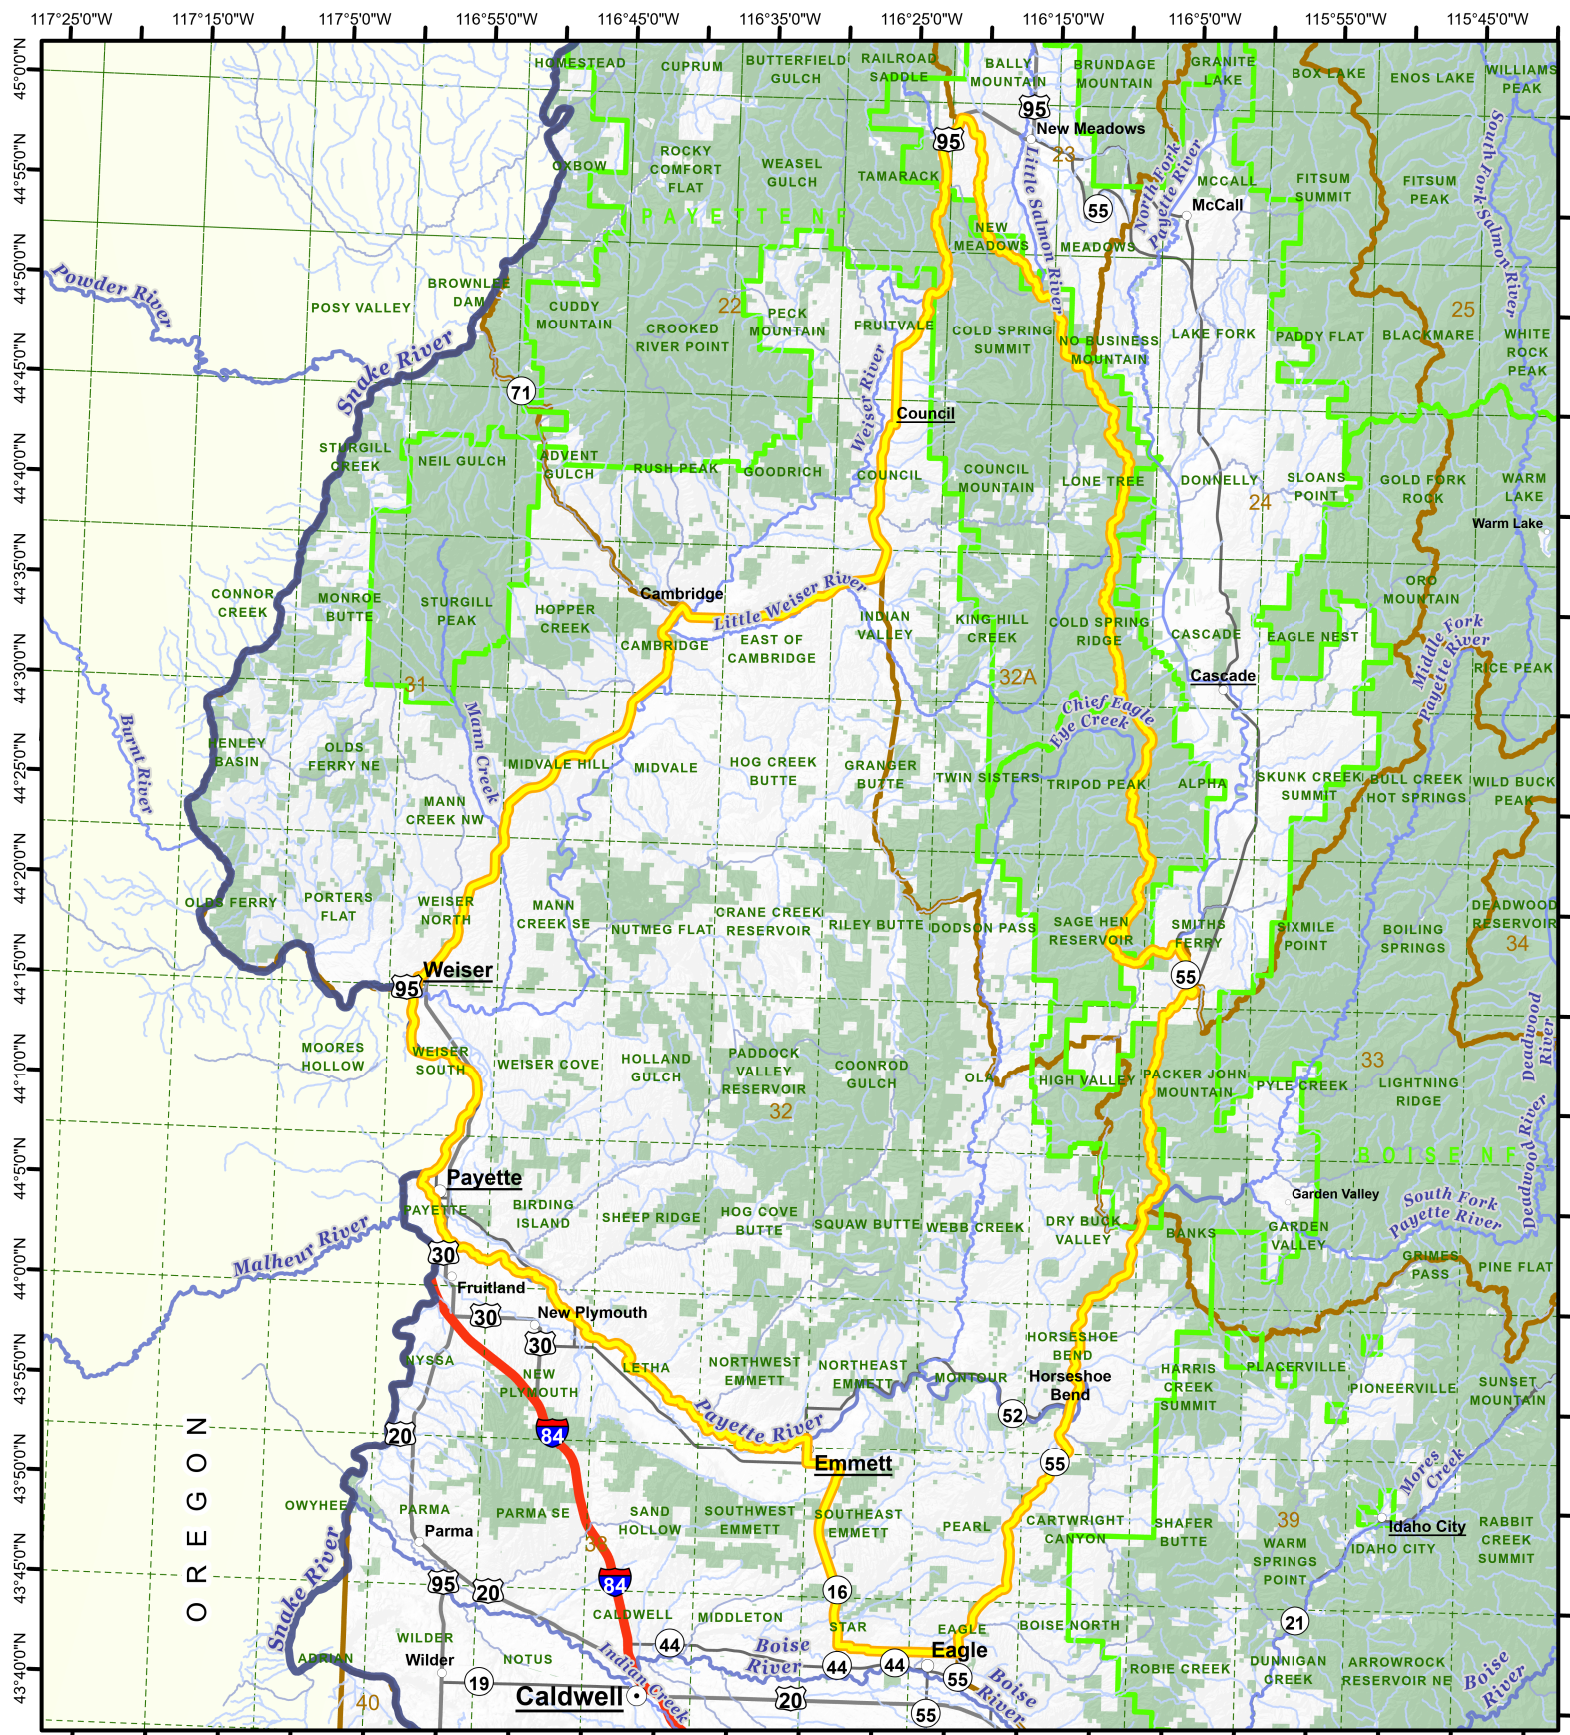 117°25'0"W 117°15'0"W 117°5'0"W 116°55'0"W 116°45'0"W 116°35'0"W 116°25'0"W 116°15'0"W 116°5'0"W 115°55'0"W 115°45'0"W
45°0'0"N
44°55'0"N
44°50'0"N
44°45'0"N
44°40'0"N
44°35'0"N
44°30'0"N
44°25'0"N
44°20'0"N
44°15'0"N
44°10'0"N
44°5'0"N
44°0'0"N
43°55'0"N
43°50'0"N
43°45'0"N
43°40'0"N
HOMESTEAD
CUPRUM
BUTTERFIELD
GULCH
RAILROAD
SADDLE
BALLY
MOUNTAIN
BRUNDAGE
MOUNTAIN
GRANITE
LAKE
BOX LAKE
ENOS LAKE
WILLIAMS
PEAK
95
New Meadows
95
23
OXBOW
ROCKY
COMFORT
FLAT
WEASEL
GULCH
TAMARACK
Little Salmon River
North Fork
Payette River
MCCALL
McCall
FITSUM
SUMMIT
FITSUM
PEAK
South Fork Salmon River
PAYETTE NF
55
NEW
MEADOWS
MEADOWS
Powder River
POSY VALLEY
BROWNLEE
DAM
CUDDY
MOUNTAIN
22
CROOKED
RIVER POINT
PECK
MOUNTAIN
FRUITVALE
COLD SPRING
SUMMIT
NO BUSINESS
MOUNTAIN
LAKE FORK
PADDY FLAT
25
BLACKMARE
WHITE
ROCK
PEAK
Snake River
71
Weiser River
Council
STURGILL
CREEK
NEIL GULCH
ADVENT
GULCH
RUSH PEAK
GOODRICH
COUNCIL
COUNCIL
MOUNTAIN
LONE TREE
DONNELLY
24
SLOANS
POINT
GOLD FORK
ROCK
WARM
LAKE
Warm Lake
CONNOR
CREEK
MONROE
BUTTE
STURGILL
PEAK
HOPPER
CREEK
Cambridge
CAMBRIDGE
Little Weiser River
EAST OF
CAMBRIDGE
INDIAN
VALLEY
KING HILL
CREEK
COLD SPRING
RIDGE
CASCADE
Cascade
EAGLE NEST
ORO
MOUNTAIN
Middle Fork
Payette River
RICE PEAK
31
32A
Burnt River
Mann Creek
Chief Eagle
Eye Creek
HENLEY
BASIN
OLDS
FERRY NE
MIDVALE HILL
MIDVALE
HOG CREEK
BUTTE
GRANGER
BUTTE
TWIN SISTERS
TRIPOD PEAK
ALPHA
SKUNK CREEK
SUMMIT
BULL CREEK
HOT SPRINGS
WILD BUCK
PEAK
MANN
CREEK NW
OLDS FERRY
PORTERS
FLAT
WEISER
NORTH
MANN
CREEK SE
NUTMEG FLAT
CRANE CREEK
RESERVOIR
RILEY BUTTE
DODSON PASS
SAGE HEN
RESERVOIR
SMITHS
FERRY
SIXMILE
POINT
BOILING
SPRINGS
DEADWOOD
RESERVOIR
34
Weiser
95
55
MOORES
HOLLOW
WEISER
SOUTH
WEISER COVE
HOLLAND
GULCH
PADDOCK
VALLEY
RESERVOIR
32
COONROD
GULCH
OLA
HIGH VALLEY
PACKER JOHN
MOUNTAIN
PYLE CREEK
33
LIGHTNING
RIDGE
Deadwood
River
BOISE NF
Deadwood River
Payette
PAYETTE
BIRDING
ISLAND
SHEEP RIDGE
HOG COVE
BUTTE
SQUAW BUTTE
WEBB CREEK
DRY BUCK
VALLEY
BANKS
Garden Valley
GARDEN
VALLEY
South Fork
Payette River
GRIMES
PASS
PINE FLAT
Malheur River
30
Fruitland
30
New Plymouth
30
NYSSA
NEW
PLYMOUTH
LETHA
NORTHWEST
EMMETT
NORTHEAST
EMMETT
MONTOUR
HORSESHOE
BEND
Horseshoe
Bend
HARRIS
CREEK
SUMMIT
PLACERVILLE
PIONEERVILLE
SUNSET
MOUNTAIN
OREGON
20
84
Payette River
52
55
Emmett
Mores
Creek
OWYHEE
PARMA
Parma
PARMA SE
SAND
HOLLOW
SOUTHWEST
EMMETT
SOUTHEAST
EMMETT
PEARL
CARTWRIGHT
CANYON
SHAFER
BUTTE
39
WARM
SPRINGS
POINT
Idaho City
IDAHO CITY
RABBIT
CREEK
SUMMIT
Snake River
95
20
84
16
21
CALDWELL
MIDDLETON
STAR
EAGLE
Eagle
BOISE NORTH
44
Boise
River
44
44
55
Boise
River
ADRIAN
WILDER
Wilder
NOTUS
Indian Creek
ROBIE CREEK
DUNNIGAN
CREEK
ARROWROCK
RESERVOIR NE
Boise
River
40
19
Caldwell
20
55